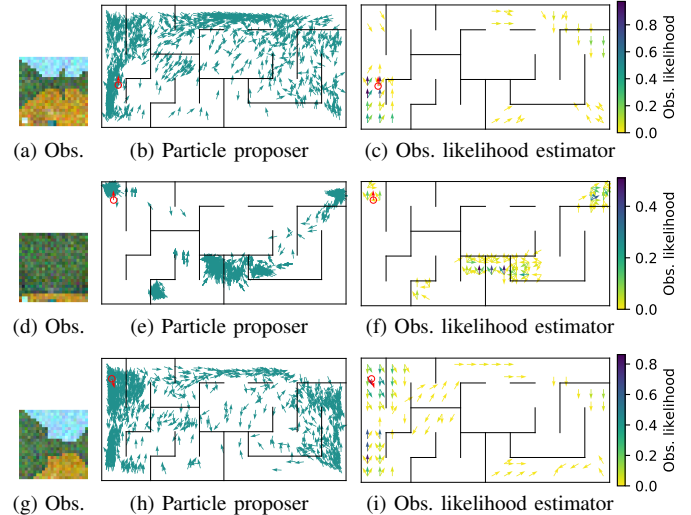 0.0
0.2
0.4
0.6
0.8
Obs. likelihood
(a) Obs.
(b) Particle proposer
(c) Obs. likelihood estimator
0.0
0.2
0.4
Obs. likelihood
(d) Obs.
(e) Particle proposer
(f) Obs. likelihood estimator
0.0
0.2
0.4
0.6
0.8
Obs. likelihood
(g) Obs.
(h) Particle proposer
(i) Obs. likelihood estimator